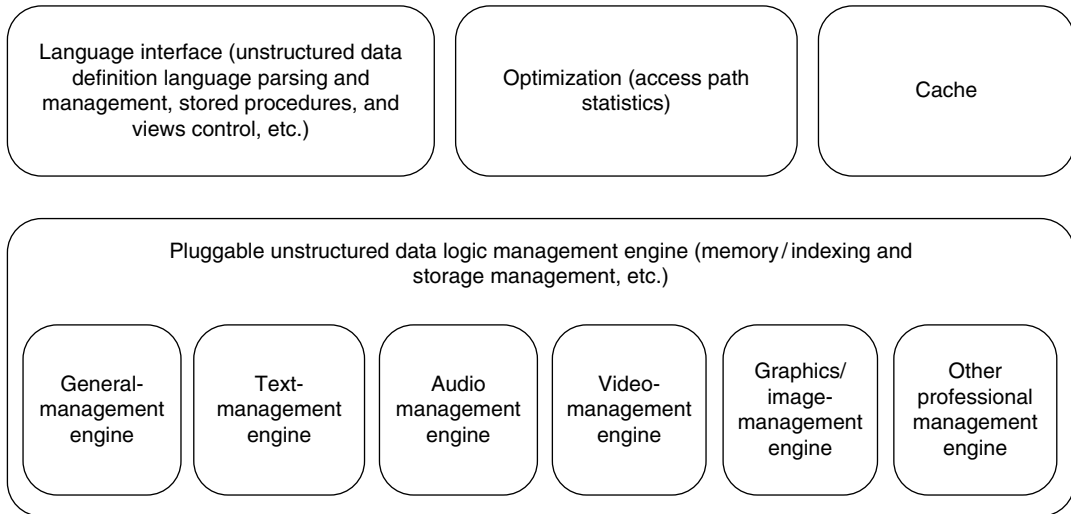 Language interface (unstructured data
definition language parsing and
management, stored procedures, and
views control, etc.)
Optimization (access path
statistics)
Cache
Pluggable unstructured data logic management engine (memory/indexing and
storage management, etc.)
General-
management
engine
Text-
management
engine
Audio
management
engine
Video-
management
engine
Graphics/
image-
management
engine
Other
professional
management
engine